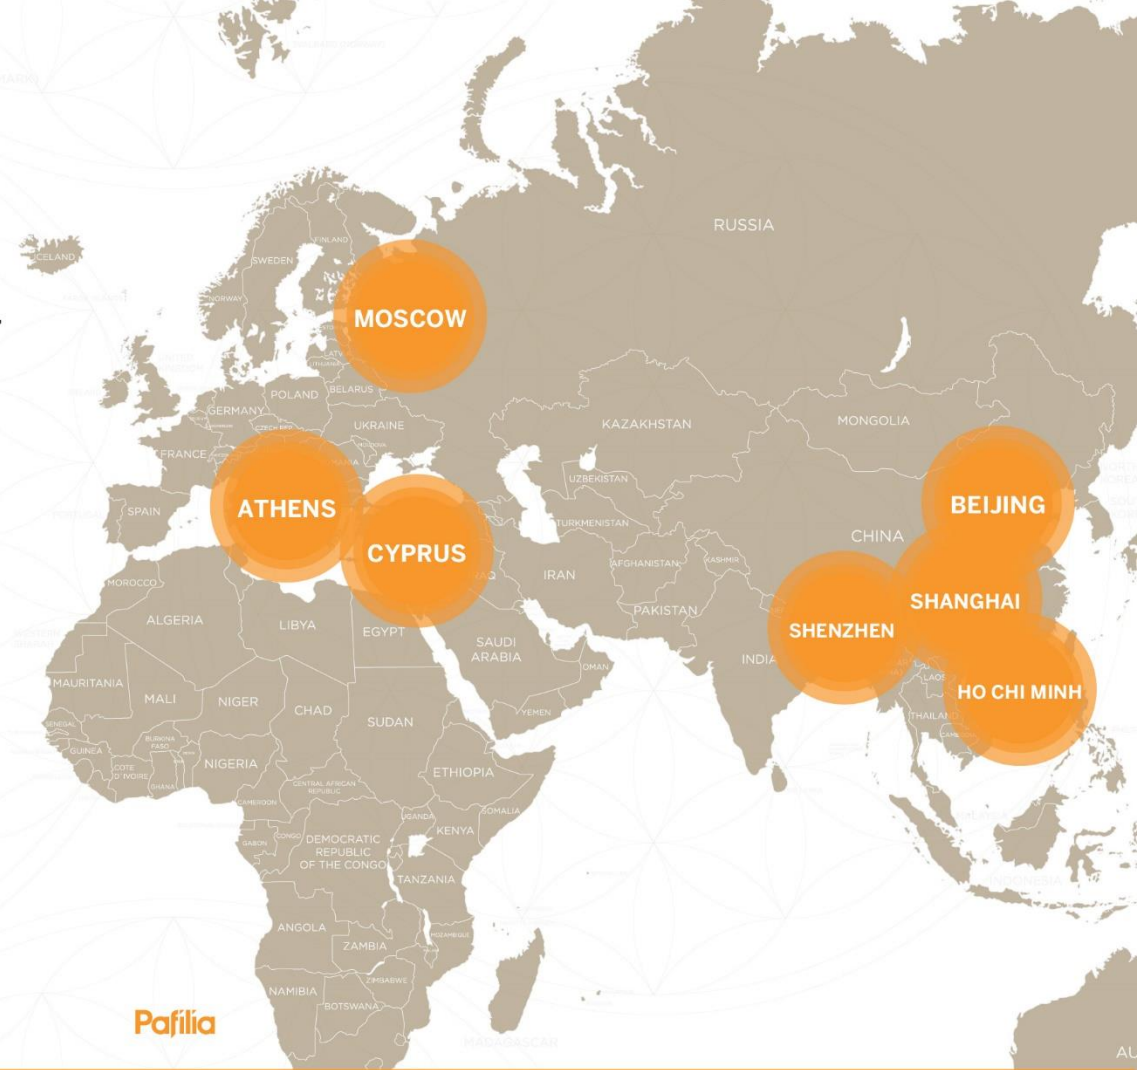 RUSSIA
ICELAND
FINLAND
SWEDEN
NORWAY
MOSCOW
POLAND
BELARUS
GERMANY
UKRAINE
KAZAKHSTAN
MONGOLIA
FRANCE
UZBEKISTAN
SPAIN
ATHENS
BEIJING
TURKMENISTAN
CHINA
CYPRUS
AFGHANISTAN
KASHMIR
IRAN
MOROCCO
PAKISTAN
SHANGHAI
ALGERIA
LIBYA
EGYPT
SHENZHEN
SAUDI
ARABIA
INDIA
OMAN
MAURITANIA
HO CHI MINH
MALI
NIGER
CHAD
YEMEN
THAILAND
SENEGAL
SUDAN
BURKINA
FASO
GUINEA
NIGERIA
COTE
D'IVOIRE
GHANA
ETHIOPIA
CENTRAL AFRICAN
REPUBLIC
CAMEROON
SOMALIA
UGANDA
KENYA
GABON
CONGO
DEMOCRATIC
REPUBLIC
OF THE CONGO
TANZANIA
INDONESIA
ANGOLA
MOZAMBIQUE
ZAMBIA
ZIMBABWE
NAMIBIA
BOTSWANA
Pafilia
MADAGASCAR
AU